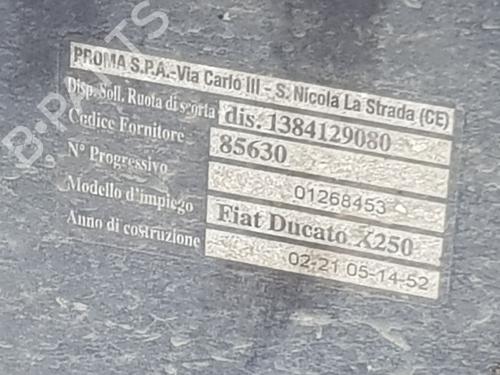 PROMA S.P.A.-Via Carlo III - S. Nicola La Strada (CE)
Disp. Soll. Ruota di scorta dis. 1384129080
Codice Fornitore 85630
N° Progressivo 01268453
Modello d'impiego Fiat Ducato X250
Anno di costruzione 02-21 05-14-52
B-PARTS